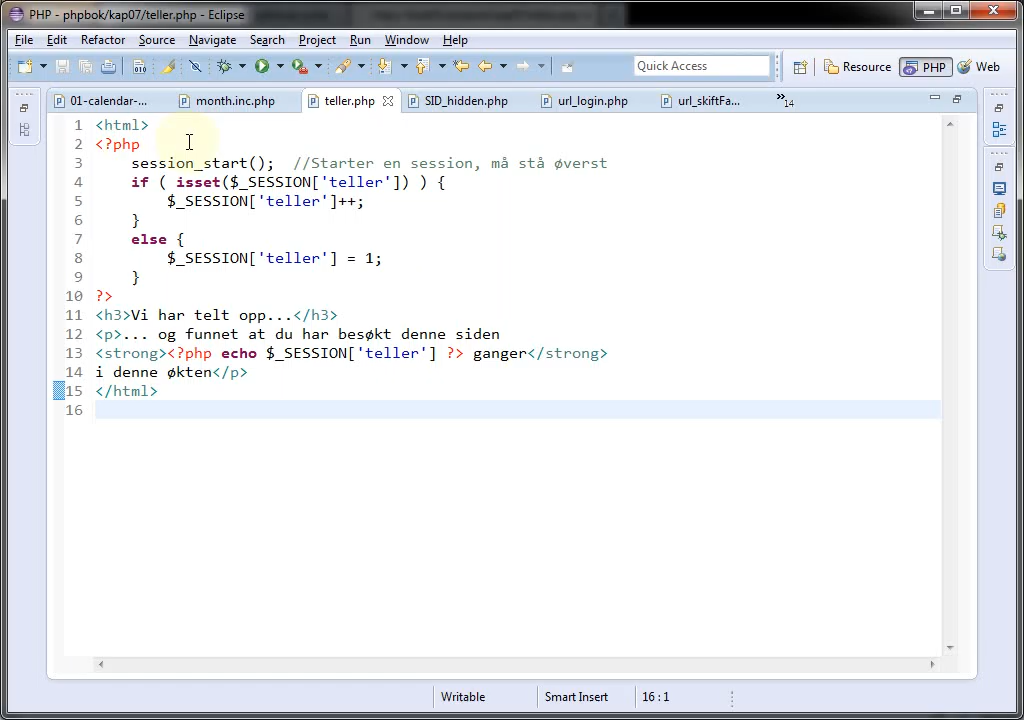 PHP - phpbok/kap07/teller.php - Eclipse
File Edit Refactor Source Navigate Search Project Run Window Help
Quick Access Resource PHP Web
01-calendar-... month.inc.php teller.php SID_hidden.php url_login.php url_skiftFa... »14
1 <html>
2 <?php
3 session_start(); //Starter en session, må stå øverst
4 if ( isset($_SESSION['teller']) ) {
5 $_SESSION['teller']++;
6 }
7 else {
8 $_SESSION['teller'] = 1;
9 }
10 ?>
11 <h3>Vi har telt opp...</h3>
12 <p>... og funnet at du har besøkt denne siden
13 <strong><?php echo $_SESSION['teller'] ?> ganger</strong>
14 i denne økten</p>
15 </html>
16
Writable Smart Insert 16 : 1